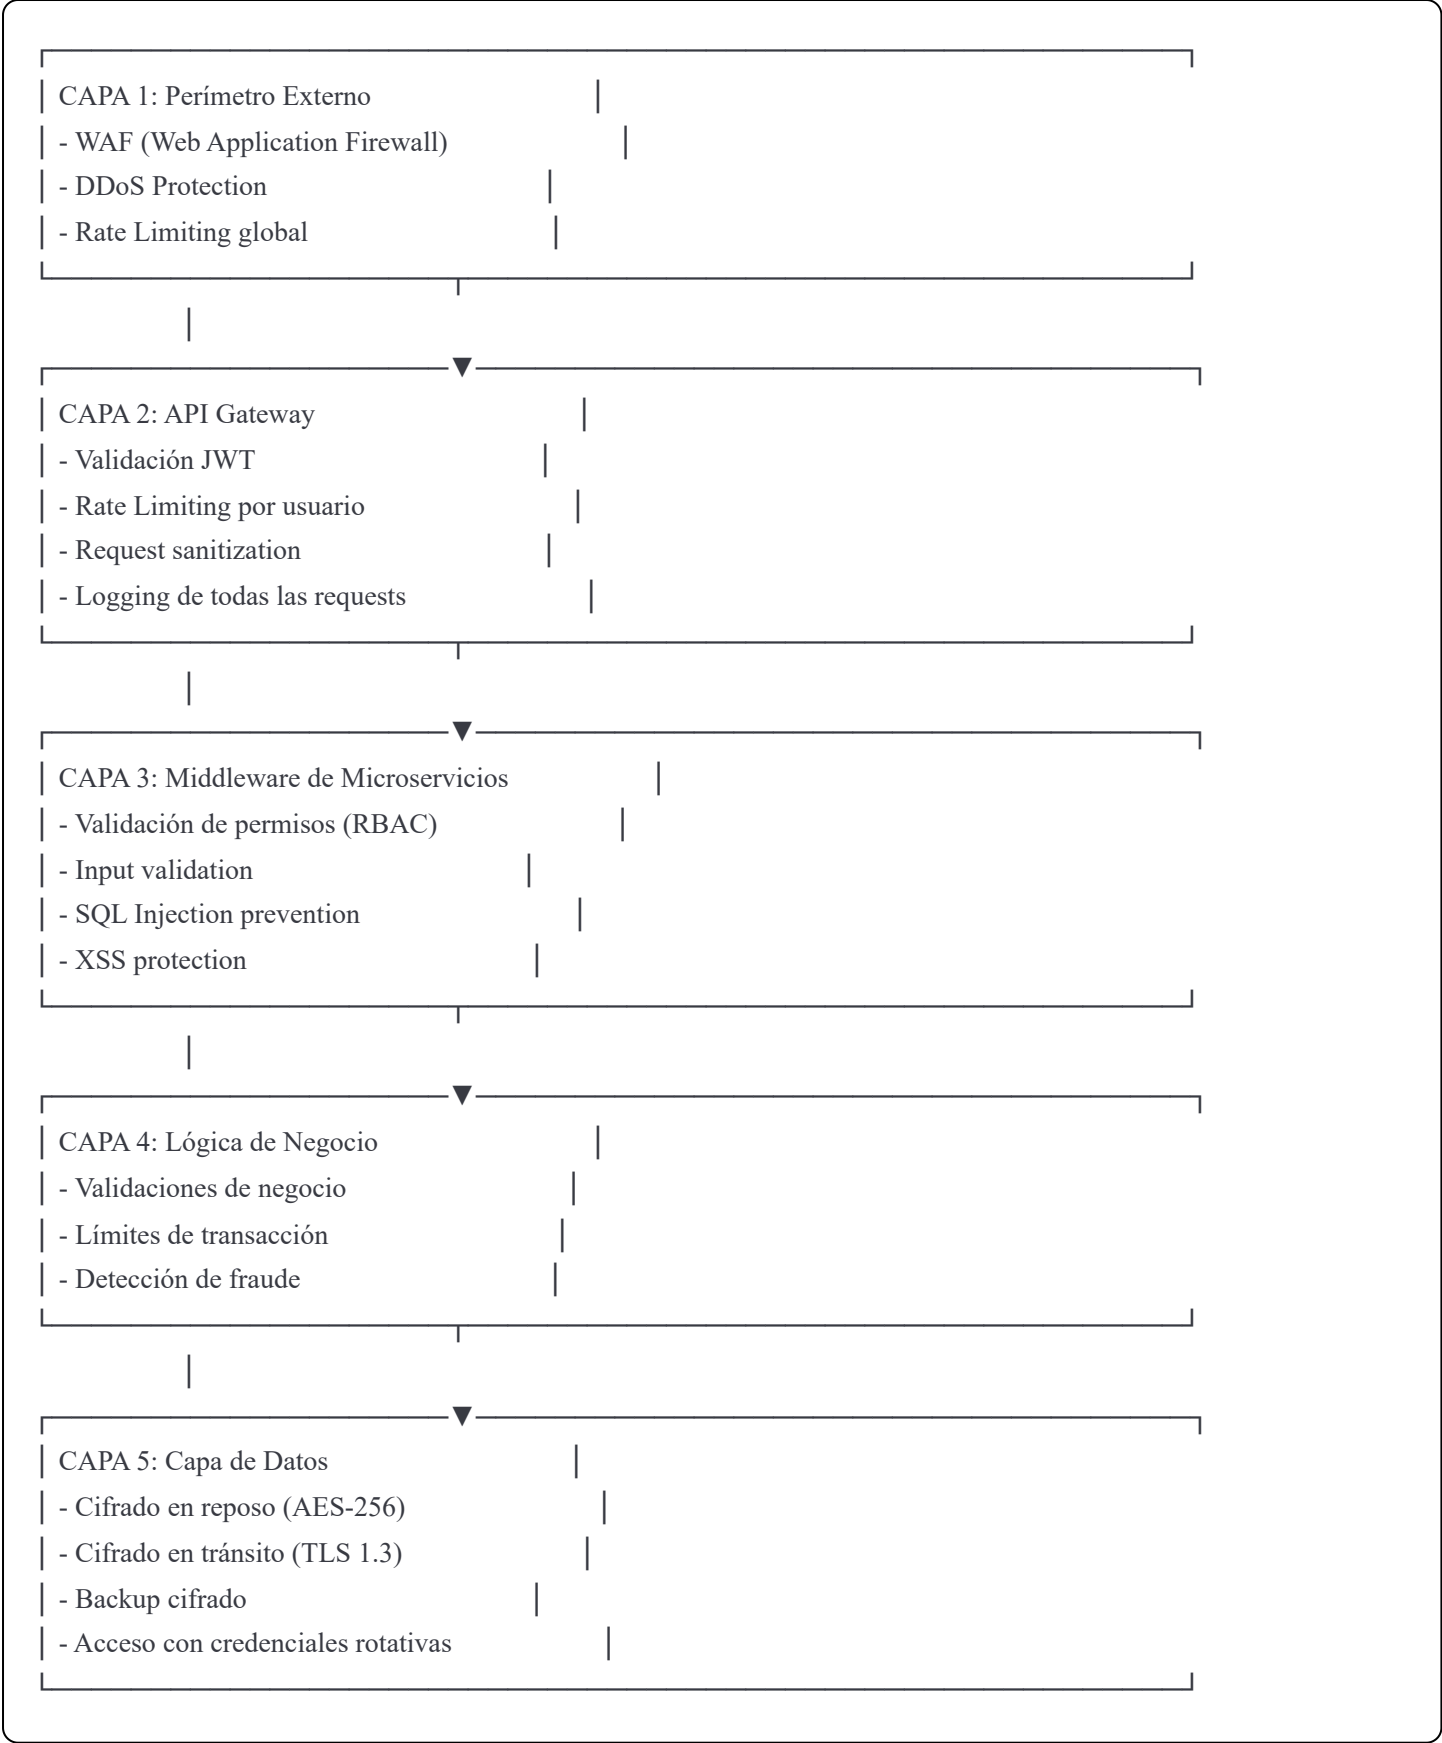 CAPA 1: Perímetro Externo
- WAF (Web Application Firewall)
- DDoS Protection
- Rate Limiting global
CAPA 2: API Gateway
- Validación JWT
- Rate Limiting por usuario
- Request sanitization
- Logging de todas las requests
CAPA 3: Middleware de Microservicios
- Validación de permisos (RBAC)
- Input validation
- SQL Injection prevention
- XSS protection
CAPA 4: Lógica de Negocio
- Validaciones de negocio
- Límites de transacción
- Detección de fraude
CAPA 5: Capa de Datos
- Cifrado en reposo (AES-256)
- Cifrado en tránsito (TLS 1.3)
- Backup cifrado
- Acceso con credenciales rotativas